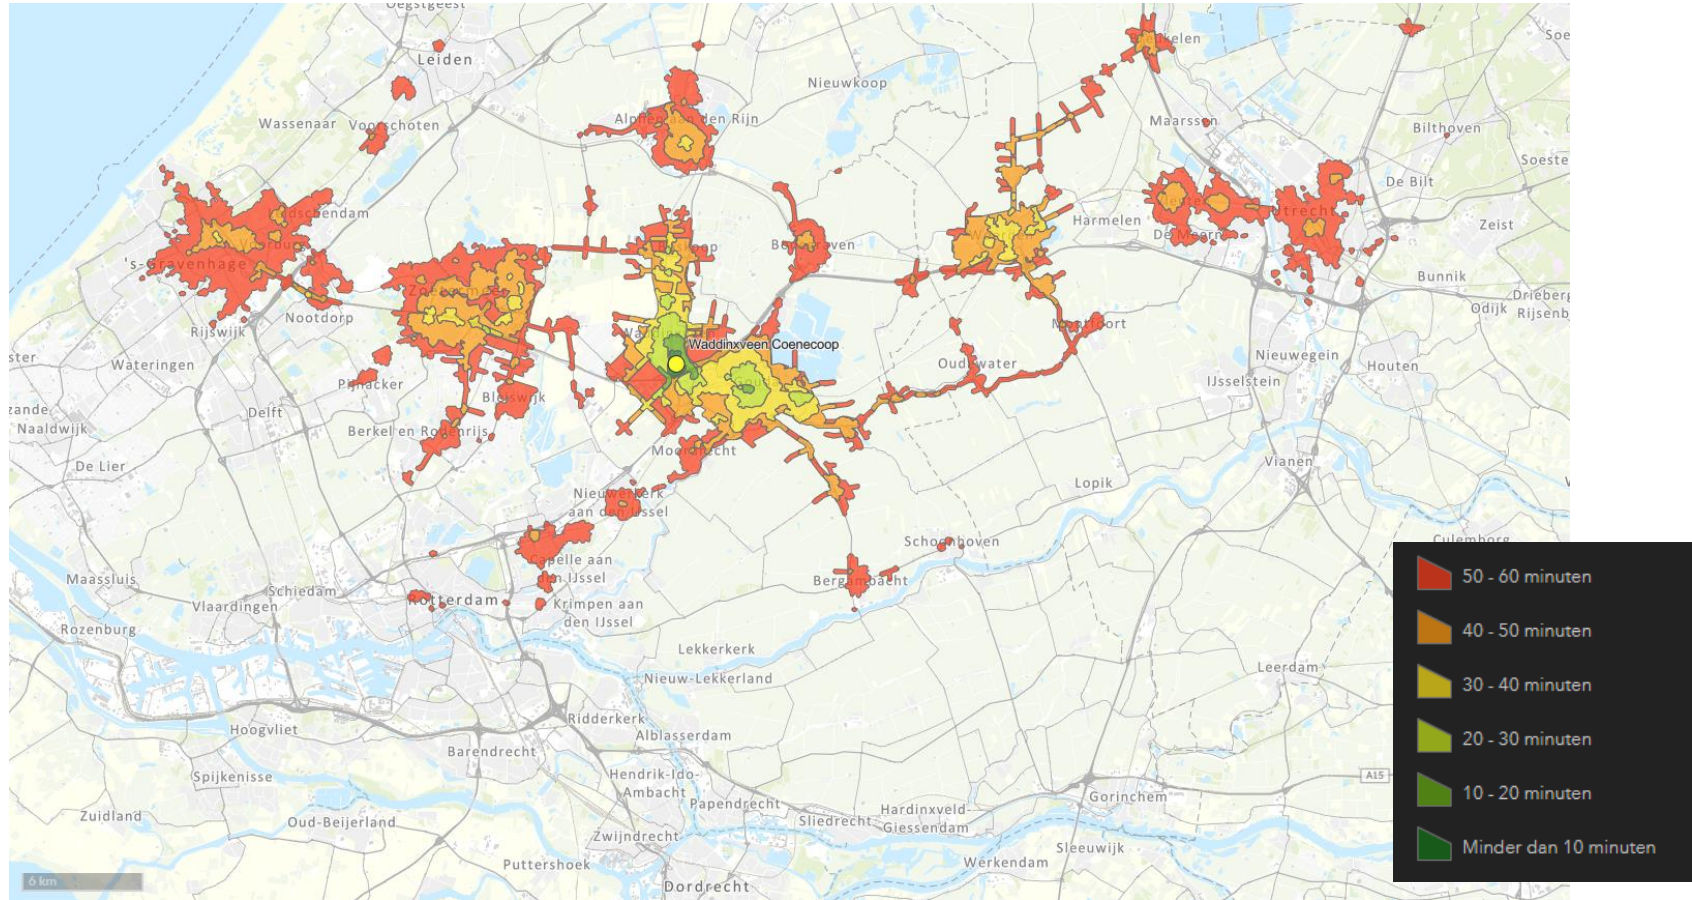 Oegstgeest
Leiden
Soe
Nieuwkoop
Wassenaar
Voorschoten
Alphen aan den Rijn
Maarssen
Bilthoven
Soeste
De Bilt
Leidschendam
Harmelen
Utrecht
Zeist
Voorburg
Boskoop
Bodegraven
Woerden
De Meern
's-Gravenhage
Bunnik
Zoetermeer
Drieberg
Odijk
Rijsenb
Nootdorp
Rijswijk
Montfoort
Waddinxveen Coenecoop
ster
Wateringen
Nieuwegein
Oudewater
Houten
Pijnacker
IJsselstein
Bleiswijk
zande
Delft
Naaldwijk
Berkel en Rodenrijs
Moordrecht
De Lier
Vianen
Lopik
Nieuwerkerk
aan den IJssel
Schoonhoven
Culemborg
Capelle aan
den IJssel
Maassluis
Bergambacht
Schiedam
Rotterdam
Vlaardingen
Krimpen aan
den IJssel
Rozenburg
Lekkerkerk
Leerdam
Nieuw-Lekkerland
Ridderkerk
Hoogvliet
Alblasserdam
Barendrecht
Spijkenisse
Hendrik-Ido-
Ambacht
A15
Papendrecht
Gorinchem
Zuidland
Oud-Beijerland
Sliedrecht
Hardinxveld
Giessendam
Zwijndrecht
Sleeuwijk
Puttershoek
Werkendam
6 km
Dordrecht
50 - 60 minuten
40 - 50 minuten
30 - 40 minuten
20 - 30 minuten
10 - 20 minuten
Minder dan 10 minuten